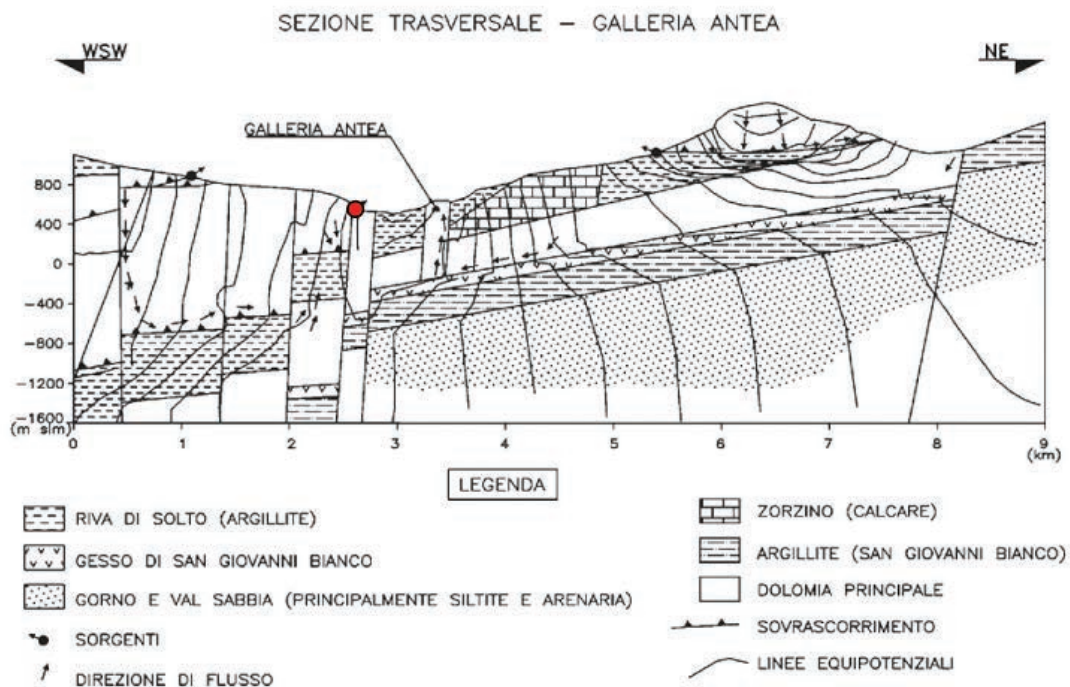 SEZIONE TRASVERSALE – GALLERIA ANTEA
WSW
NE
GALLERIA ANTEA
800
400
0
-400
-800
-1200
-1600
(m slm)
0 1 2 3 4 5 6 7 8 9
(km)
LEGENDA
RIVA DI SOLTO (ARGILLITE)
GESSO DI SAN GIOVANNI BIANCO
GORNO E VAL SABBIA (PRINCIPALMENTE SILTITE E ARENARIA)
SORGENTI
DIREZIONE DI FLUSSO
ZORZINO (CALCARE)
ARGILLITE (SAN GIOVANNI BIANCO)
DOLOMIA PRINCIPALE
SOVRASCORRIMENTO
LINEE EQUIPOTENZIALI